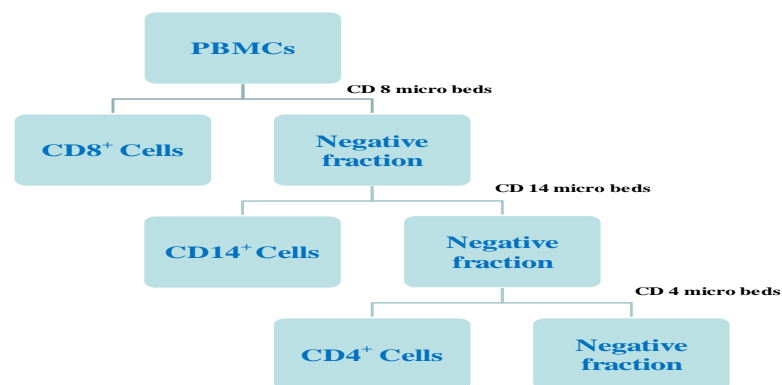 PBMCs
CD 8 micro beds
CD8⁺ Cells
Negative
fraction
CD 14 micro beds
CD14⁺ Cells
Negative
fraction
CD 4 micro beds
CD4⁺ Cells
Negative
fraction